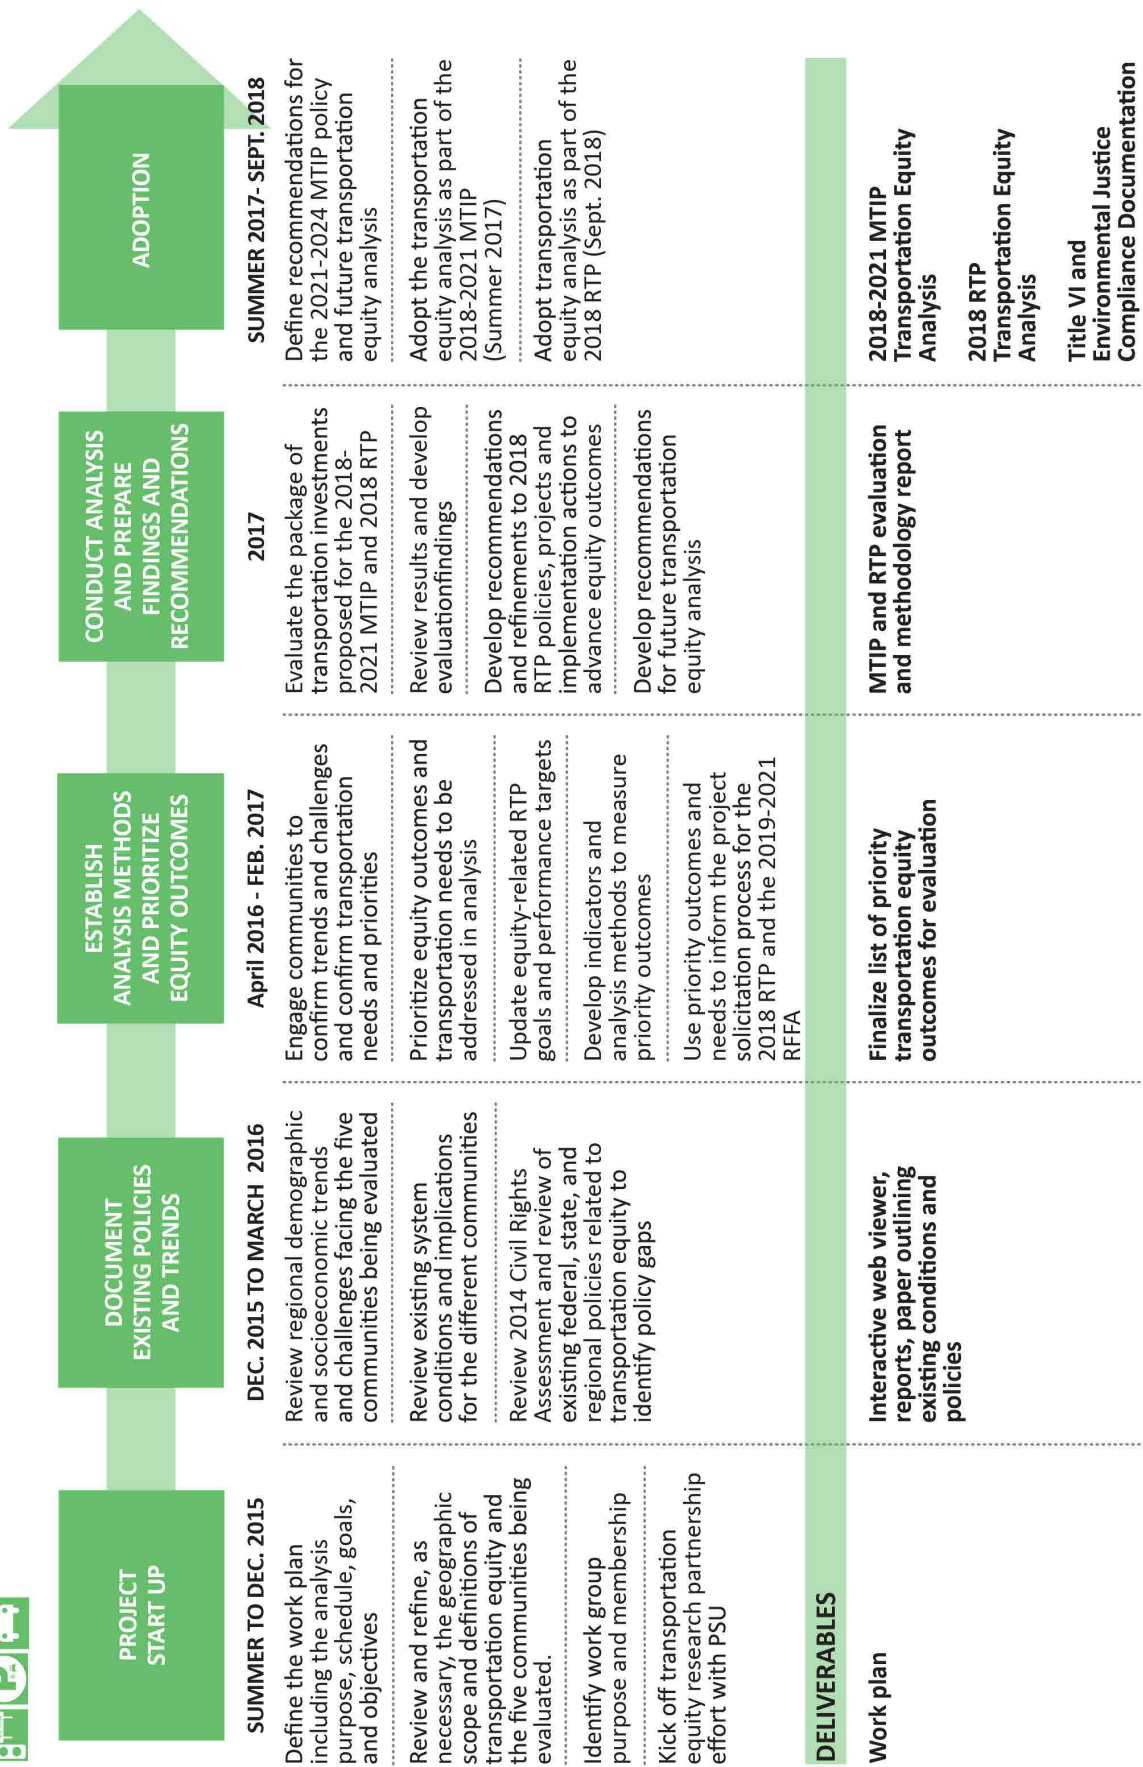 PROJECT
START UP
SUMMER TO DEC. 2015
Define the work plan
including the analysis
purpose, schedule, goals,
and objectives
Review and refine, as
necessary, the geographic
scope and definitions of
transportation equity and
the five communities being
evaluated.
Identify work group
purpose and membership
Kick off transportation
equity research partnership
effort with PSU
DOCUMENT
EXISTING POLICIES
AND TRENDS
DEC. 2015 TO MARCH 2016
Review regional demographic
and socioeconomic trends
and challenges facing the five
communities being evaluated
Review existing system
conditions and implications
for the different communities
Review 2014 Civil Rights
Assessment and review of
existing federal, state, and
regional policies related to
transportation equity to
identify policy gaps
ESTABLISH
ANALYSIS METHODS
AND PRIORITIZE
EQUITY OUTCOMES
April 2016 - FEB. 2017
Engage communities to
confirm trends and challenges
and confirm transportation
needs and priorities
Prioritize equity outcomes and
transportation needs to be
addressed in analysis
Update equity-related RTP
goals and performance targets
Develop indicators and
analysis methods to measure
priority outcomes
Use priority outcomes and
needs to inform the project
solicitation process for the
2018 RTP and the 2019-2021
RFFA
CONDUCT ANALYSIS
AND PREPARE
FINDINGS AND
RECOMMENDATIONS
2017
Evaluate the package of
transportation investments
proposed for the 2018-
2021 MTIP and 2018 RTP
Review results and develop
evaluationfindings
Develop recommendations
and refinements to 2018
RTP policies, projects and
implementation actions to
advance equity outcomes
Develop recommendations
for future transportation
equity analysis
ADOPTION
SUMMER 2017- SEPT. 2018
Define recommendations for
the 2021-2024 MTIP policy
and future transportation
equity analysis
Adopt the transportation
equity analysis as part of the
2018-2021 MTIP
(Summer 2017)
Adopt transportation
equity analysis as part of the
2018 RTP (Sept. 2018)
DELIVERABLES
Work plan
Interactive web viewer,
reports, paper outlining
existing conditions and
policies
Finalize list of priority
transportation equity
outcomes for evaluation
MTIP and RTP evaluation
and methodology report
2018-2021 MTIP
Transportation Equity
Analysis
2018 RTP
Transportation Equity
Analysis
Title VI and
Environmental Justice
Compliance Documentation